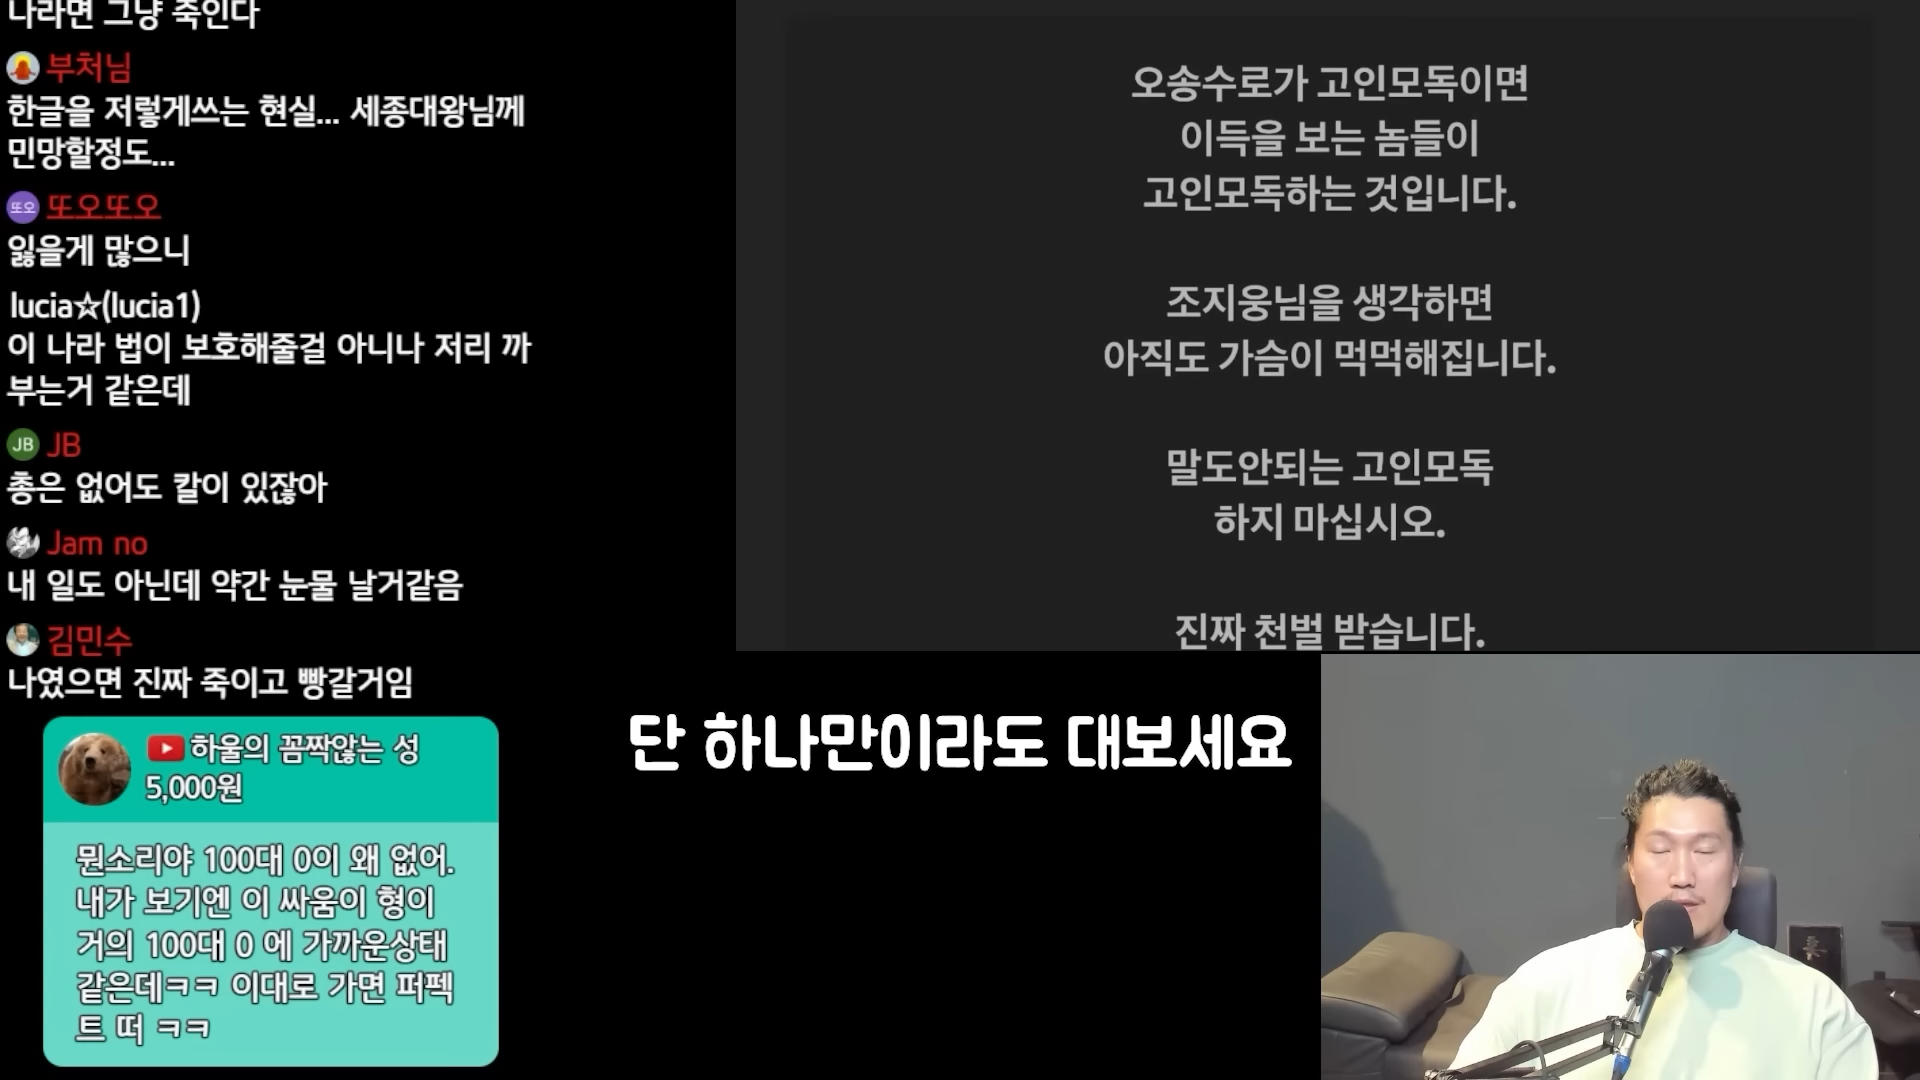 나라면 그냥 죽인다
부처님
한글을 저렇게쓰는 현실... 세종대왕님께
민망할정도...
또오 또오또오
잃을게 많으니
lucia☆(lucia1)
이 나라 법이 보호해줄걸 아니나 저리 까
부는거 같은데
JB JB
총은 없어도 칼이 있잖아
Jam no
내 일도 아닌데 약간 눈물 날거같음
김민수
나였으면 진짜 죽이고 빵갈거임
하울의 꼼짝않는 성
5,000원
뭔소리야 100대 0이 왜 없어.
내가 보기엔 이 싸움이 형이
거의 100대 0 에 가까운상태
같은데ㅋㅋ 이대로 가면 퍼펙
트 떠 ㅋㅋ
오송수로가 고인모독이면
이득을 보는 놈들이
고인모독하는 것입니다.
조지웅님을 생각하면
아직도 가슴이 먹먹해집니다.
말도안되는 고인모독
하지 마십시오.
진짜 천벌 받습니다.
단 하나만이라도 대보세요